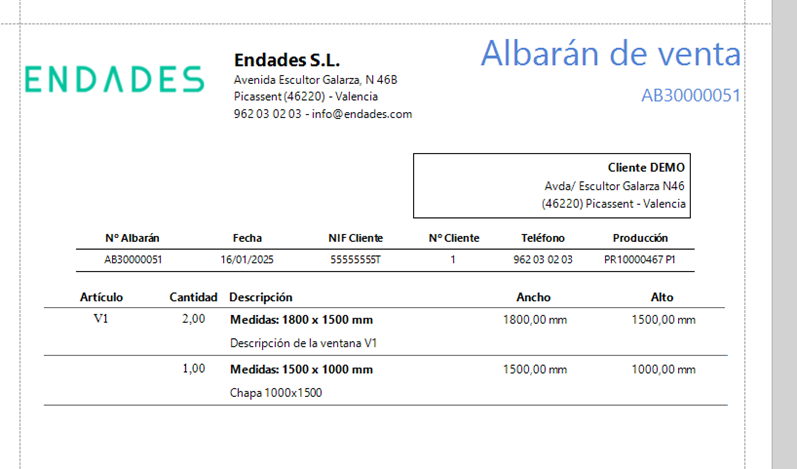 Albarán de venta
AB30000051
ENDADES
Endades S.L.
Avenida Escultor Galarza, N 46B
Picassent (46220) - Valencia
962 03 02 03 - info@endades.com
Cliente DEMO
Avda/ Escultor Galarza N46
(46220) Picassent - Valencia
Nº Albarán Fecha NIF Cliente Nº Cliente Teléfono Producción
AB30000051 16/01/2025 55555555T 1 962 03 02 03 PR10000467 P1
Artículo Cantidad Descripción Ancho Alto
V1 2,00 Medidas: 1800 x 1500 mm 1800,00 mm 1500,00 mm
Descripción de la ventana V1
1,00 Medidas: 1500 x 1000 mm 1500,00 mm 1000,00 mm
Chapa 1000x1500